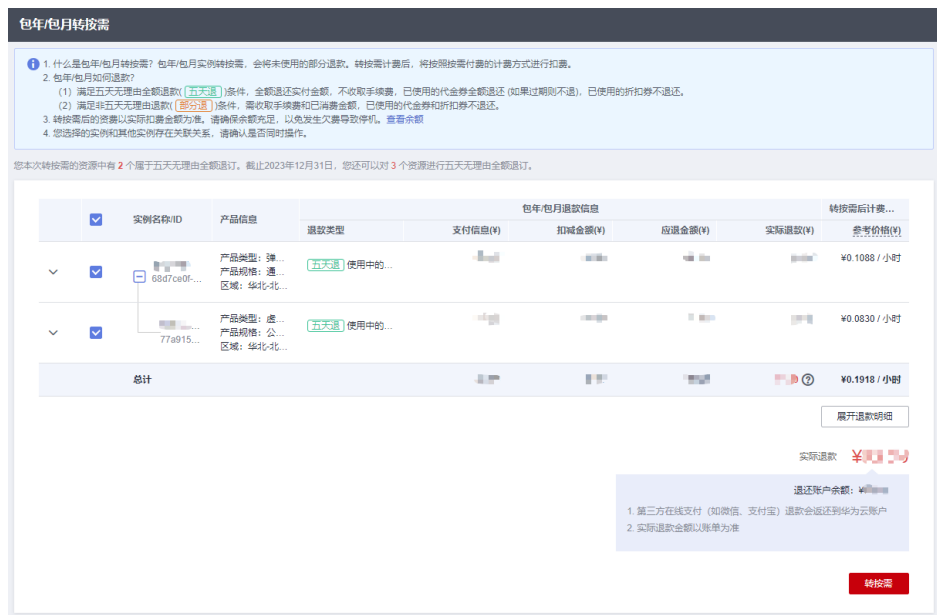 包年/包月转按需
1. 什么是包年/包月转按需？包年/包月实例转按需，会将未使用的部分退款。转按需计费后，将按照按需付费的计费方式进行扣费。
2. 包年/包月如何退款?
（1）满足五天无理由全额退款( 五天退 )条件，全额退还实付金额，不收取手续费，已使用的代金券全额退还 (如果过期则不退)，已使用的折扣券不退还。
（2）满足非五天无理由退款( 部分退 )条件，需收取手续费和已消费金额，已使用的代金券和折扣券不退还。
3. 转按需后的资费以实际扣费金额为准。请确保余额充足，以免发生欠费导致停机。查看余额
4. 您选择的实例和其他实例存在关联关系，请确认是否同时操作。
您本次转按需的资源中有 2 个属于五天无理由全额退订。截止2023年12月31日，您还可以对 3 个资源进行五天无理由全额退订。
实例名称/ID 产品信息 包年/包月退款信息 转按需后计费...
退款类型 支付信息(¥) 扣减金额(¥) 应退金额(¥) 实际退款(¥) 参考价格(¥)
产品类型：弹...
五天退 使用中的... ¥0.1088 / 小时
68d7ce0f-... 产品规格：通...
区域：华北-北...
产品类型：虚...
五天退 使用中的... ¥0.0830 / 小时
77a915... 产品规格：公...
区域：华北-北...
总计 ¥0.1918 / 小时
展开退款明细
实际退款 ¥
退还账户余额：¥
1. 第三方在线支付（如微信、支付宝）退款会返还到华为云账户
2. 实际退款金额以账单为准
转按需